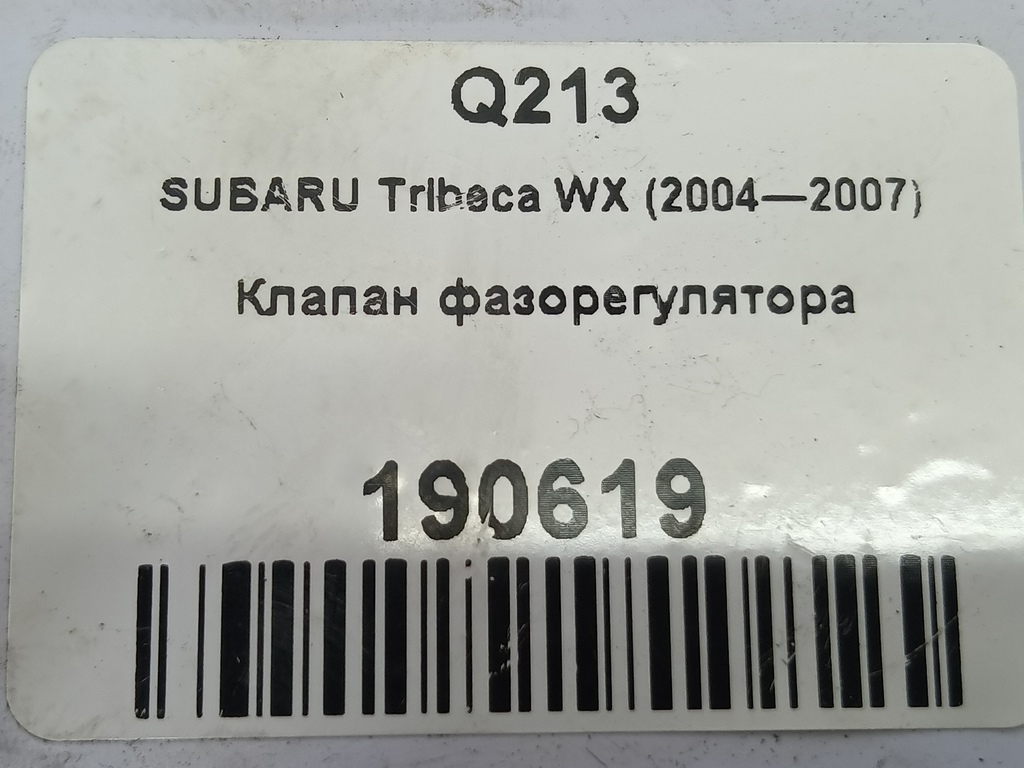 Q213
SUBARU Tribeca WX (2004—2007)
Клапан фазорегулятора
190619